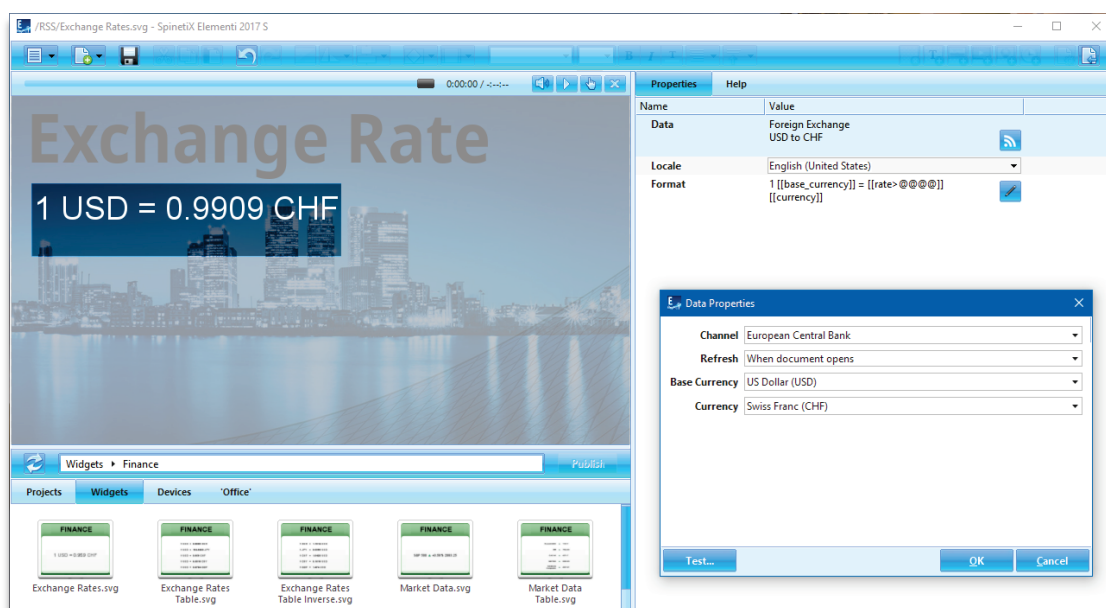 /RSS/Exchange Rates.svg - SpinetiX Elementi 2017 S
B I T
0:00:00 / -:--:--
Exchange Rate
1 USD = 0.9909 CHF
Properties Help
Name Value
Data Foreign Exchange
USD to CHF
Locale English (United States)
Format 1 [[base_currency]] = [[rate>@@@@]]
[[currency]]
Data Properties
Channel European Central Bank
Refresh When document opens
Base Currency US Dollar (USD)
Currency Swiss Franc (CHF)
Test... OK Cancel
Widgets Finance Publish
Projects Widgets Devices 'Office'
FINANCE FINANCE FINANCE FINANCE FINANCE
Exchange Rates.svg Exchange Rates Exchange Rates Market Data.svg Market Data
Table.svg Table Inverse.svg Table.svg